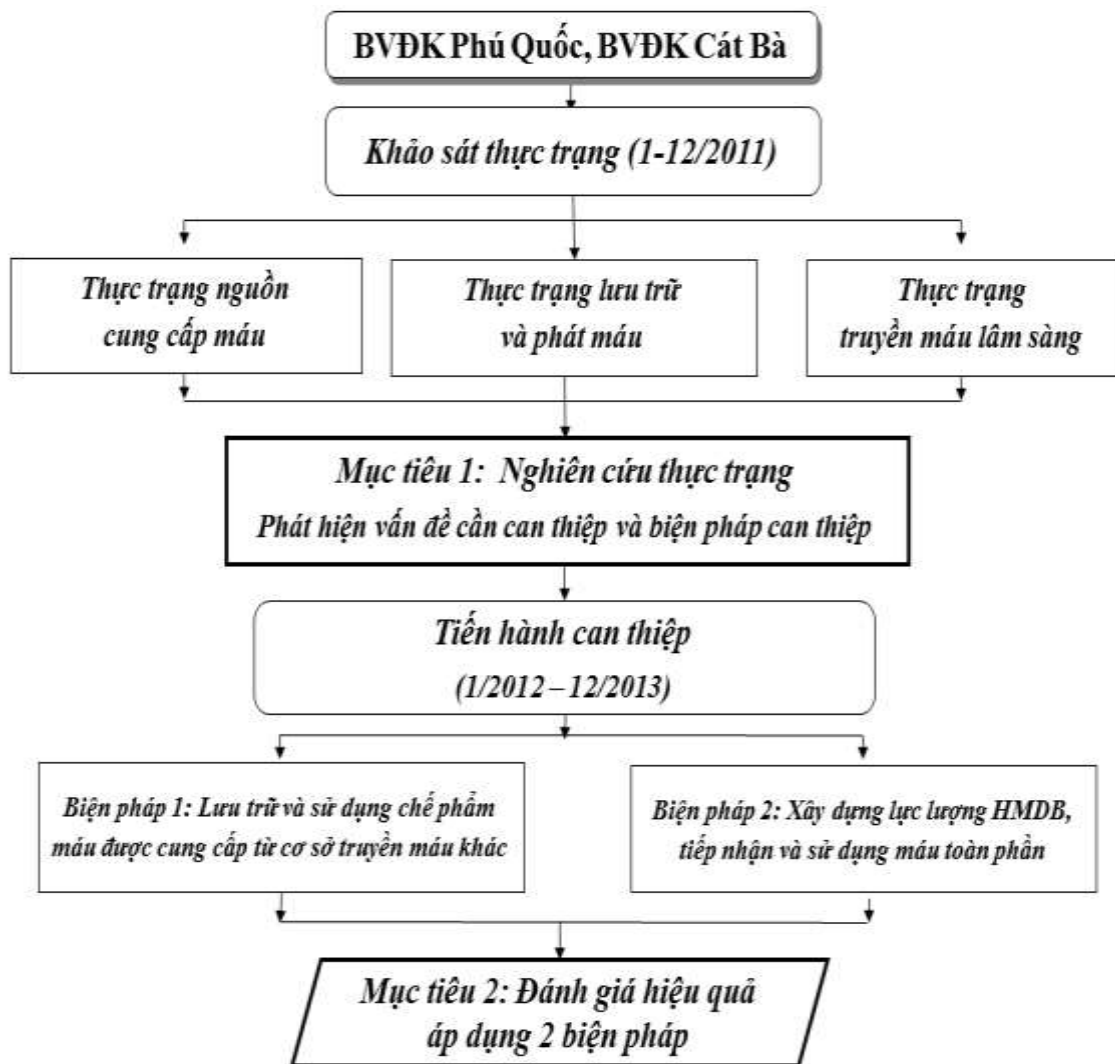 BVĐK Phú Quốc, BVĐK Cát Bà
Khảo sát thực trạng (1-12/2011)
Thực trạng nguồn
cung cấp máu
Thực trạng lưu trữ
và phát máu
Thực trạng
truyền máu lâm sàng
Mục tiêu 1: Nghiên cứu thực trạng
Phát hiện vấn đề cần can thiệp và biện pháp can thiệp
Tiến hành can thiệp
(1/2012 – 12/2013)
Biện pháp 1: Lưu trữ và sử dụng chế phẩm
máu được cung cấp từ cơ sở truyền máu khác
Biện pháp 2: Xây dựng lực lượng HMDB,
tiếp nhận và sử dụng máu toàn phần
Mục tiêu 2: Đánh giá hiệu quả
áp dụng 2 biện pháp